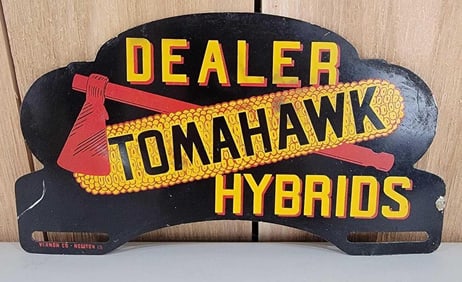 DEALER
TOMAHAWK
HYBRIDS
VERNON CO - NEWTON IA